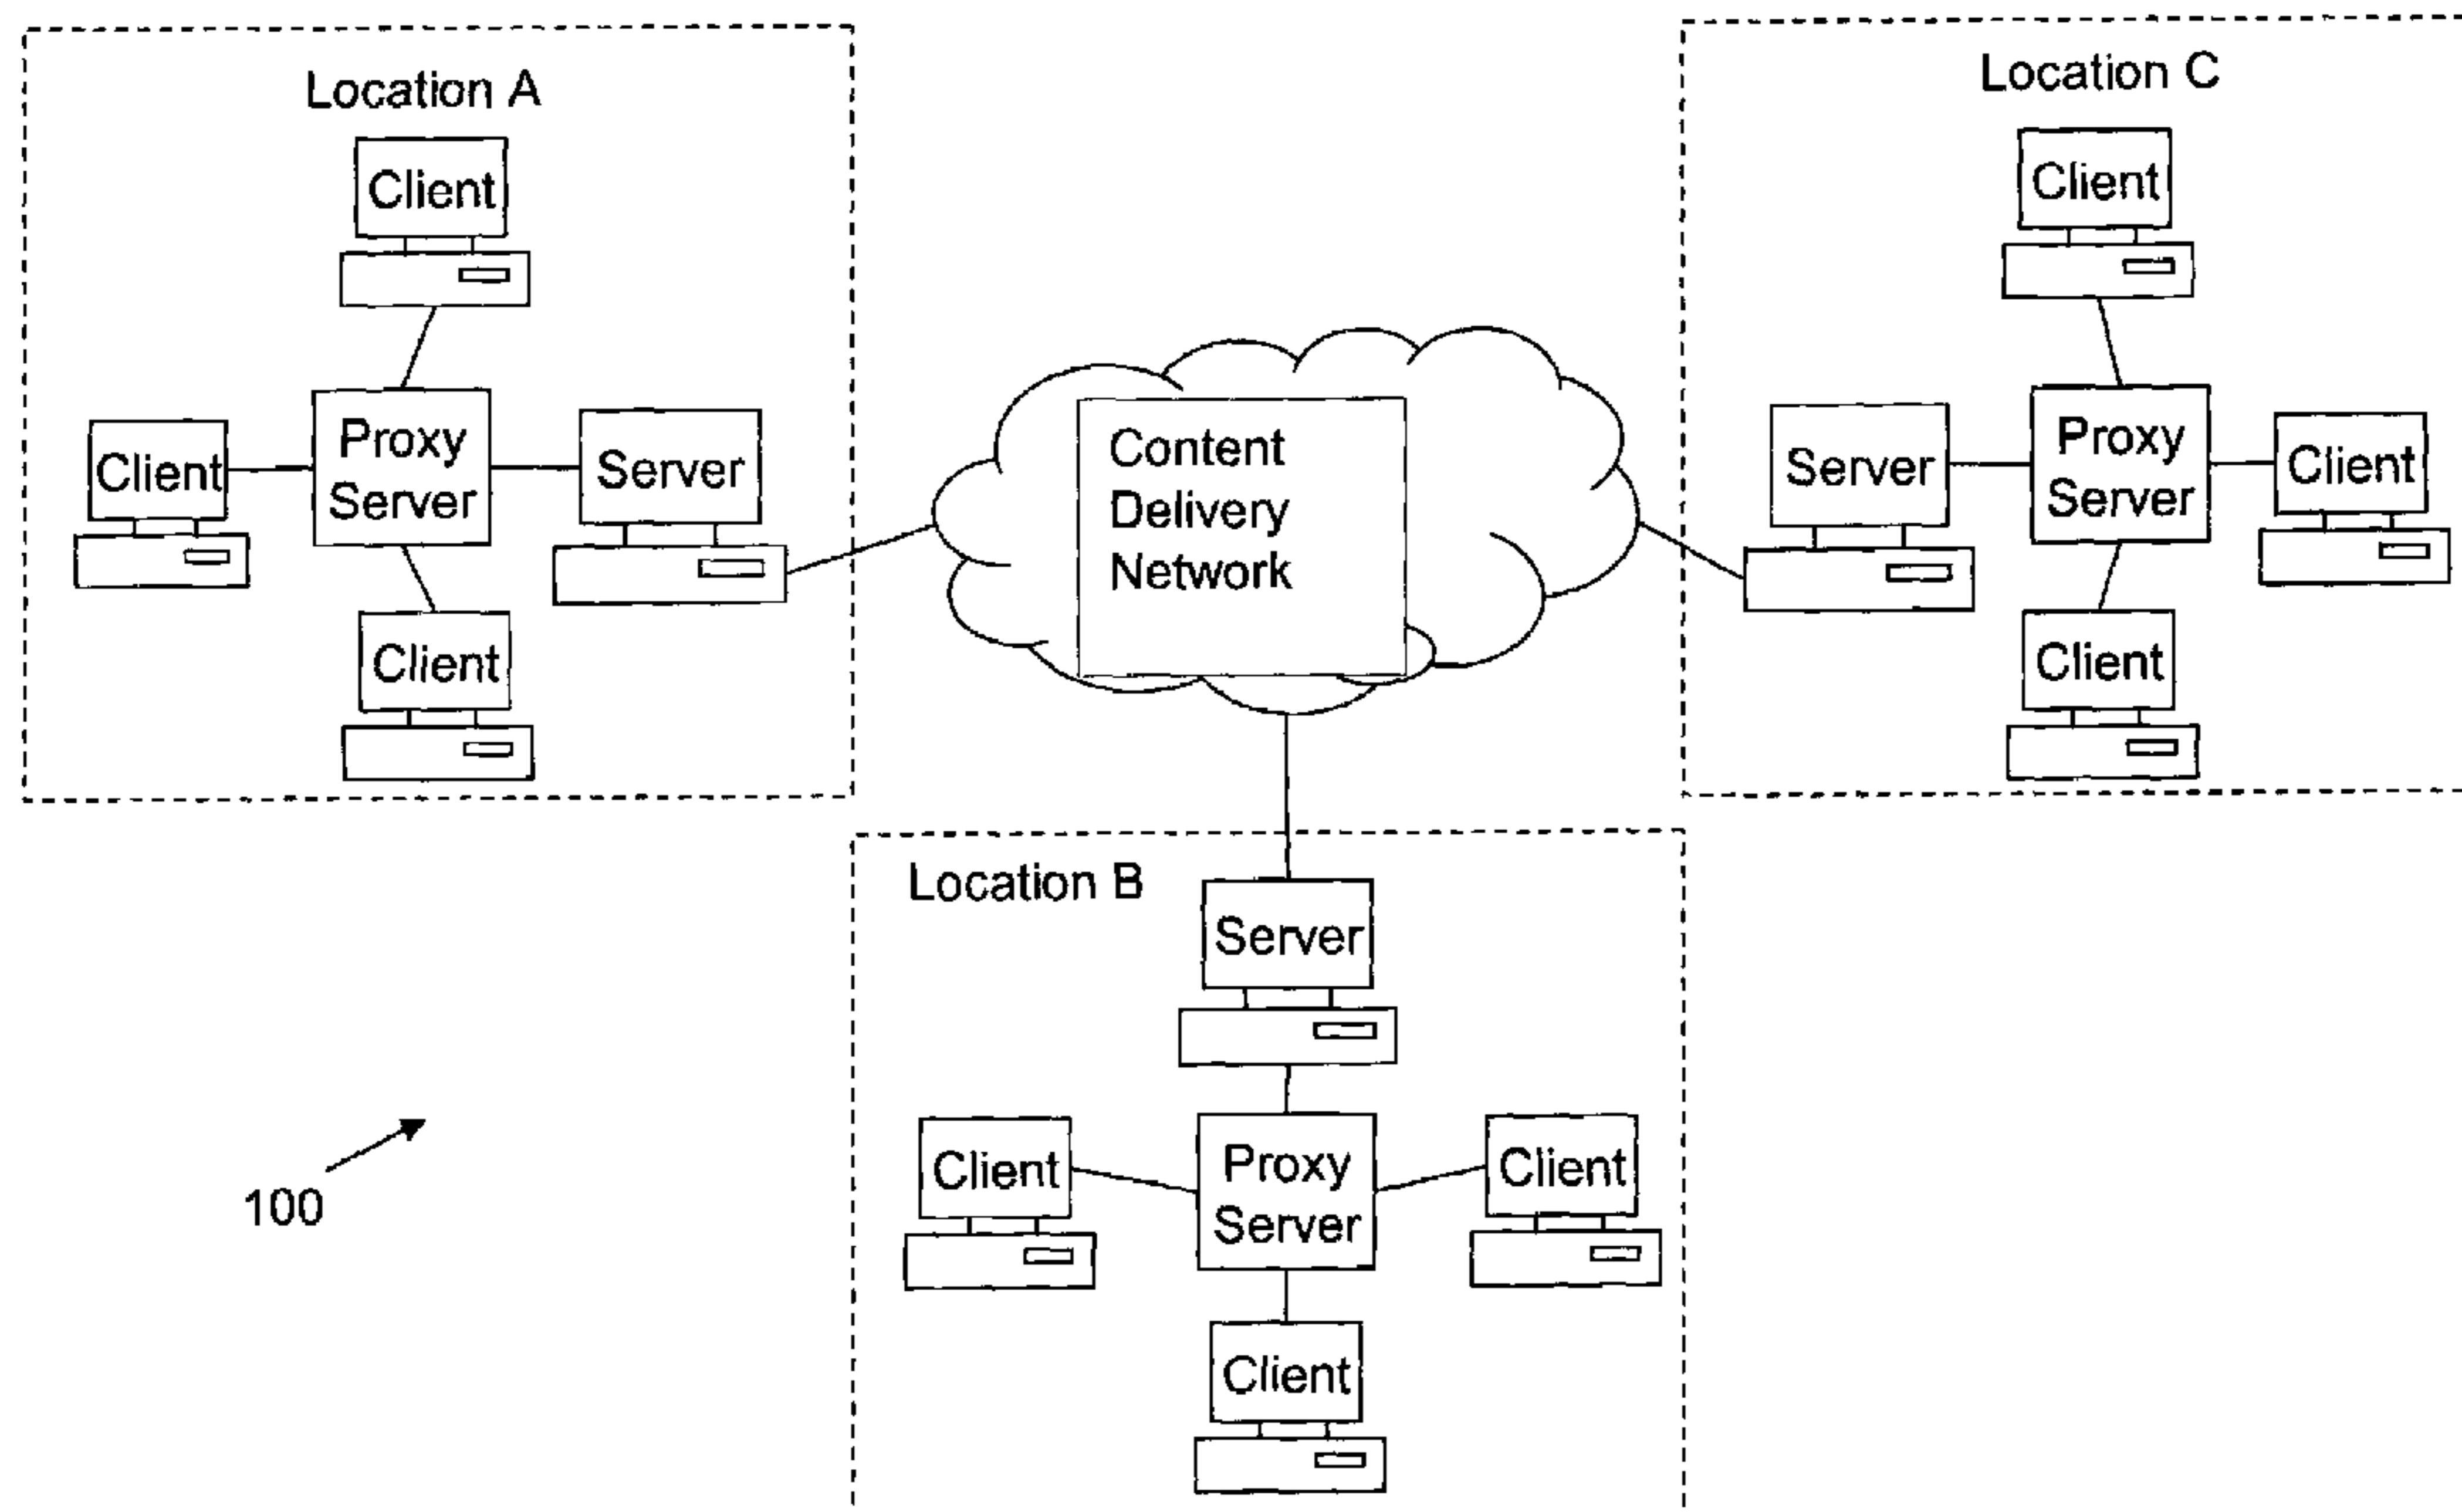 Location A
Client
Client
Proxy
Server
Server
Client
Content
Delivery
Network
Location C
Client
Server
Proxy
Server
Client
Client
Location B
Server
Client
Proxy
Server
Client
Client
100